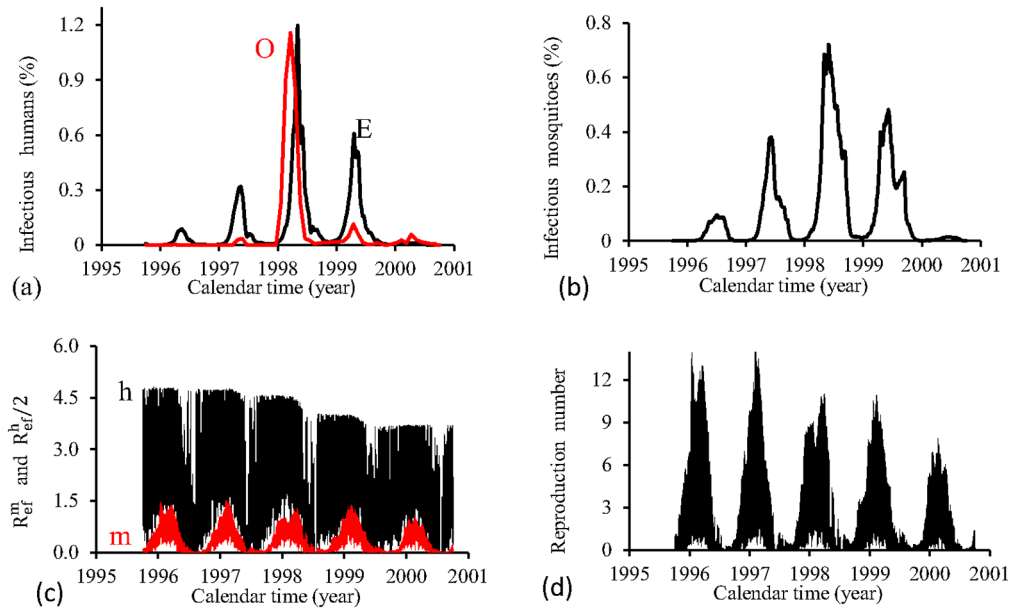 1.2
0.9
0.6
0.3
0
Infectious humans (%)
O
E
1995 1996 1997 1998 1999 2000 2001
(a)
Calendar time (year)
0.8
0.6
0.4
0.2
0
Infectious mosquitoes (%)
1995 1996 1997 1998 1999 2000 2001
(b)
Calendar time (year)
6.0
4.5
3.0
1.5
0.0
R^m_ef and R^h_ef/2
h
m
1995 1996 1997 1998 1999 2000 2001
(c)
Calendar time (year)
12
9
6
3
0
Reproduction number
1995 1996 1997 1998 1999 2000 2001
(d)
Calendar time (year)